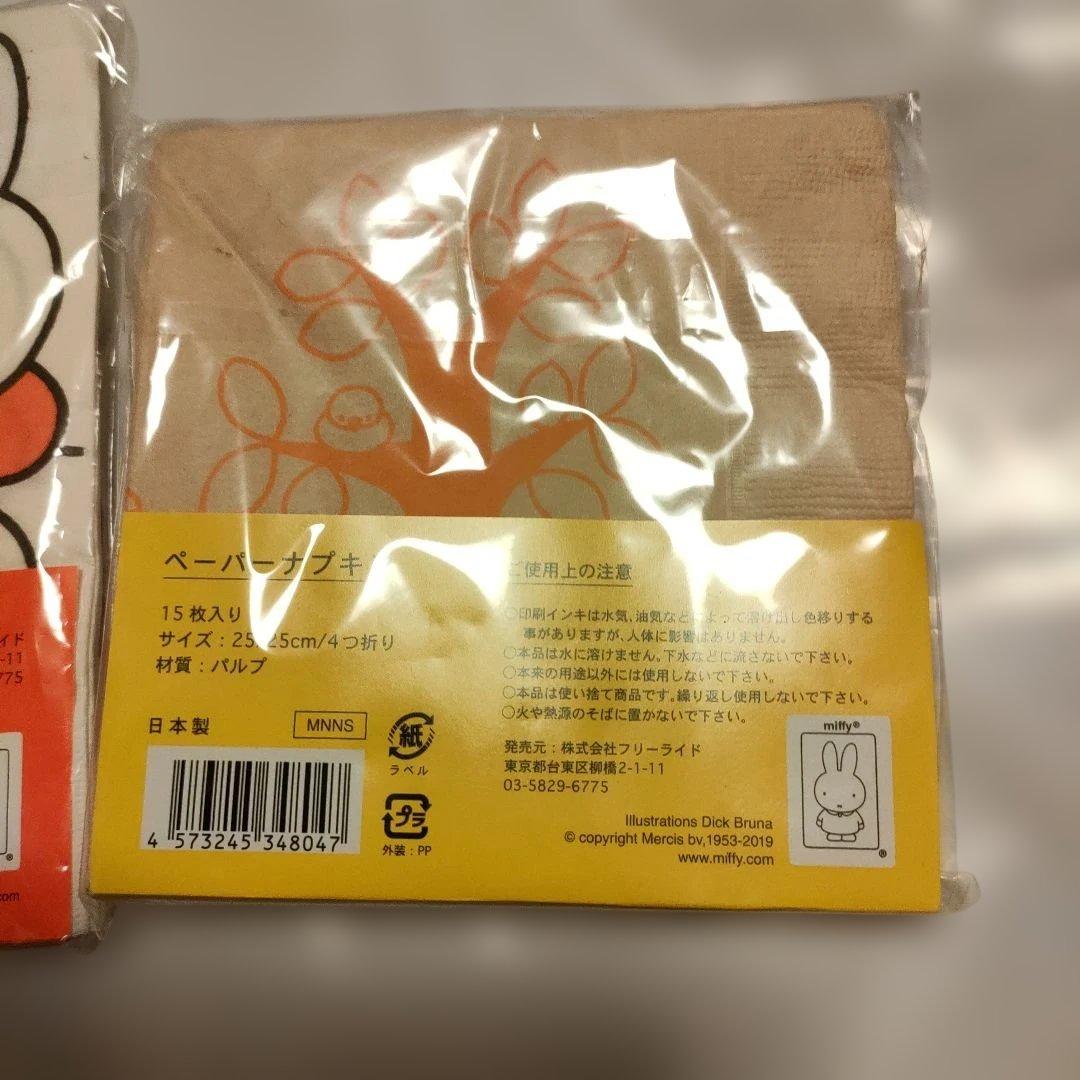 ペーパーナプキ
15枚入り
サイズ：25 25cm/4つ折り
材質：パルプ
日本製
MNNS
紙
ラベル
4 573245 348047
プラ
外装：PP
ご使用上の注意
○印刷インキは水気、油気などによって溶け出し色移りする
事がありますが、人体に影響はありません。
○本品は水に溶けません。下水などに流さないで下さい。
○本来の用途以外には使用しないで下さい。
○本品は使い捨て商品です。繰り返し使用しないで下さい。
○火や熱源のそばに置かないで下さい。
発売元：株式会社フリーライド
東京都台東区柳橋2-1-11
03-5829-6775
Illustrations Dick Bruna
© copyright Mercis bv,1953-2019
www.miffy.com
miffy®
®
イド
-11
775
®
com